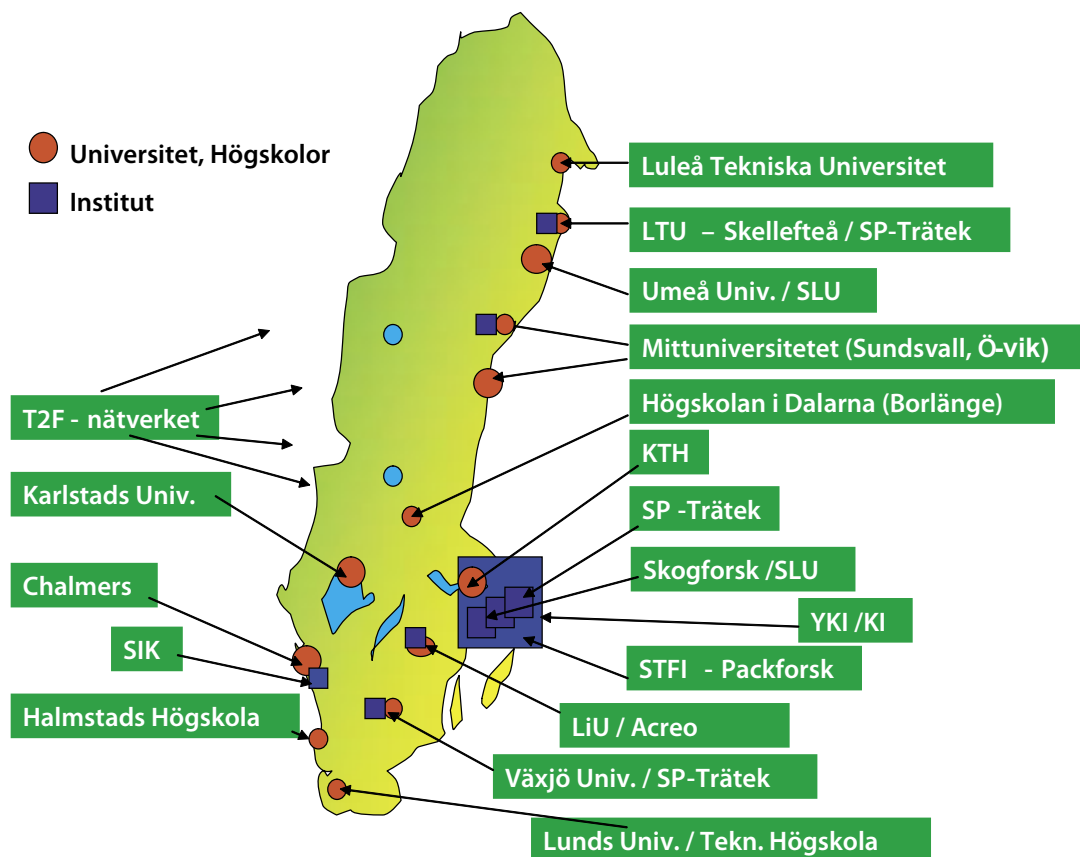 Universitet, Högskolor
Institut
Luleå Tekniska Universitet
LTU – Skellefteå / SP-Trätek
Umeå Univ. / SLU
Mittuniversitetet (Sundsvall, Ö-vik)
Högskolan i Dalarna (Borlänge)
T2F - nätverket
KTH
Karlstads Univ.
SP -Trätek
Skogforsk /SLU
Chalmers
YKI /KI
SIK
STFI - Packforsk
Halmstads Högskola
LiU / Acreo
Växjö Univ. / SP-Trätek
Lunds Univ. / Tekn. Högskola